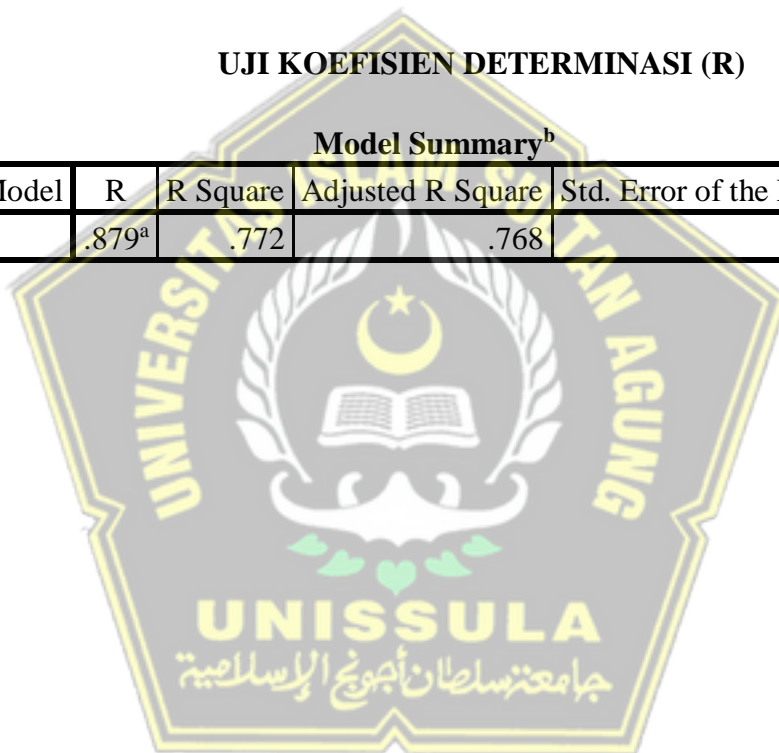 UJI KOEFISIEN DETERMINASI (R)
Model Summaryᵇ
Model R R Square Adjusted R Square Std. Error of the
.879ᵃ .772 .768
UNIVERSITAS ISLAM SULTAN AGUNG
UNISSULA
جامعة سلطان أجونج الإسلامية